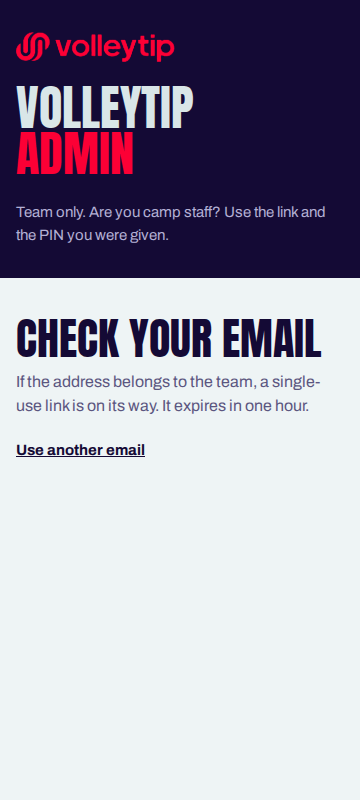 volleytip
VOLLEYTIP
ADMIN
Team only. Are you camp staff? Use the link and
the PIN you were given.
CHECK YOUR EMAIL
If the address belongs to the team, a single-
use link is on its way. It expires in one hour.
Use another email